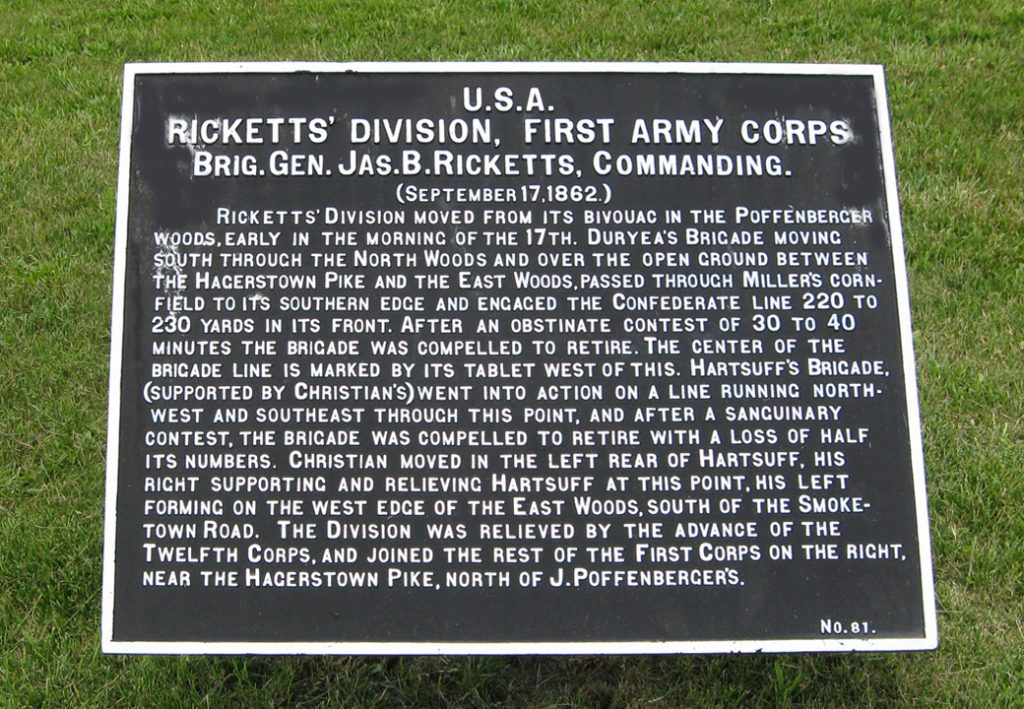 U.S.A.
RICKETTS' DIVISION, FIRST ARMY CORPS
BRIG. GEN. JAS. B. RICKETTS, COMMANDING.
(SEPTEMBER 17, 1862.)
RICKETTS' DIVISION MOVED FROM ITS BIVOUAC IN THE POFFENBERGER
WOODS, EARLY IN THE MORNING OF THE 17TH. DURYEA'S BRIGADE MOVING
SOUTH THROUGH THE NORTH WOODS AND OVER THE OPEN GROUND BETWEEN
THE HAGERSTOWN PIKE AND THE EAST WOODS, PASSED THROUGH MILLER'S CORN-
FIELD TO ITS SOUTHERN EDGE AND ENGAGED THE CONFEDERATE LINE 220 TO
230 YARDS IN ITS FRONT. AFTER AN OBSTINATE CONTEST OF 30 TO 40
MINUTES THE BRIGADE WAS COMPELLED TO RETIRE. THE CENTER OF THE
BRIGADE LINE IS MARKED BY ITS TABLET WEST OF THIS. HARTSUFF'S BRIGADE,
(SUPPORTED BY CHRISTIAN'S) WENT INTO ACTION ON A LINE RUNNING NORTH-
WEST AND SOUTHEAST THROUGH THIS POINT, AND AFTER A SANGUINARY
CONTEST, THE BRIGADE WAS COMPELLED TO RETIRE WITH A LOSS OF HALF
ITS NUMBERS. CHRISTIAN MOVED IN THE LEFT REAR OF HARTSUFF, HIS
RIGHT SUPPORTING AND RELIEVING HARTSUFF AT THIS POINT, HIS LEFT
FORMING ON THE WEST EDGE OF THE EAST WOODS, SOUTH OF THE SMOKE-
TOWN ROAD. THE DIVISION WAS RELIEVED BY THE ADVANCE OF THE
TWELFTH CORPS, AND JOINED THE REST OF THE FIRST CORPS ON THE RIGHT,
NEAR THE HAGERSTOWN PIKE, NORTH OF J. POFFENBERGER'S.
NO. 81.